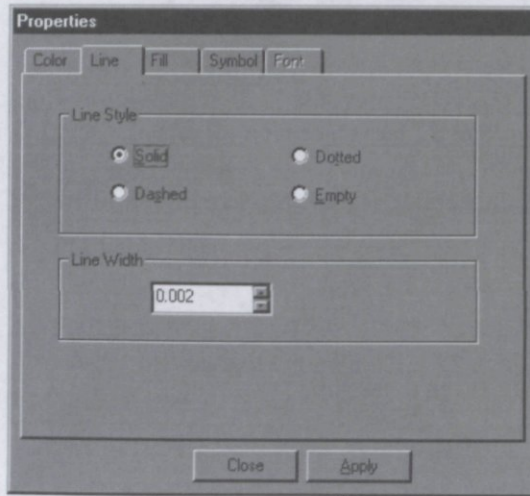 Properties
Color Line Fill Symbol Font
Line Style
Solid Dotted
Dashed Empty
Line Width
0.002
Close Apply